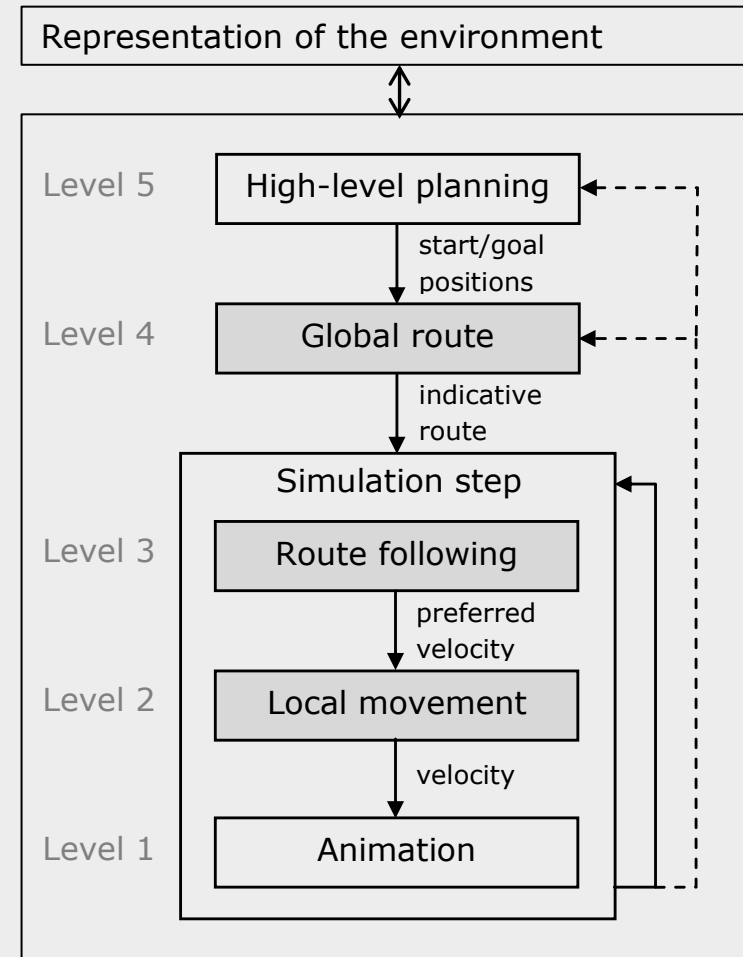 Representation of the environment
Level 5
High-level planning
start/goal
positions
Level 4
Global route
indicative
route
Simulation step
Level 3
Route following
preferred
velocity
Level 2
Local movement
velocity
Level 1
Animation